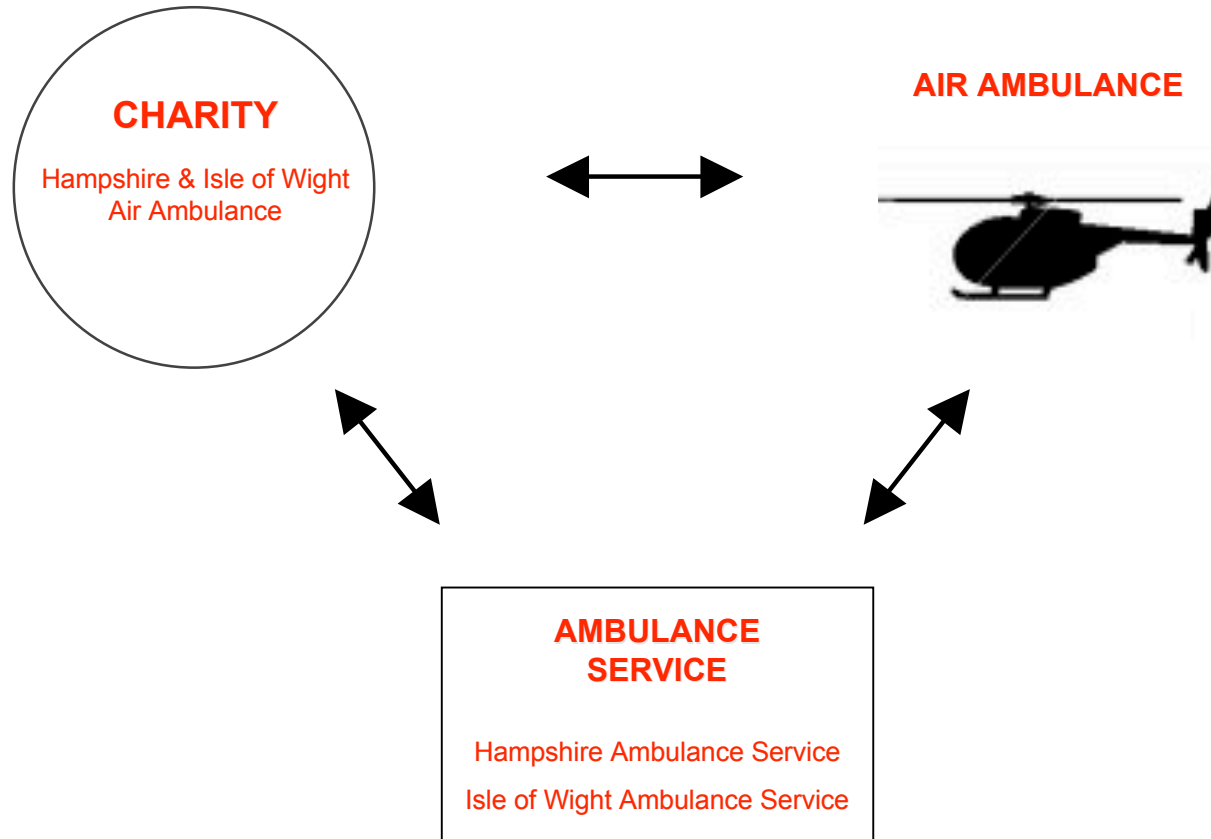 CHARITY
Hampshire & Isle of Wight
Air Ambulance
AIR AMBULANCE
AMBULANCE
SERVICE
Hampshire Ambulance Service
Isle of Wight Ambulance Service